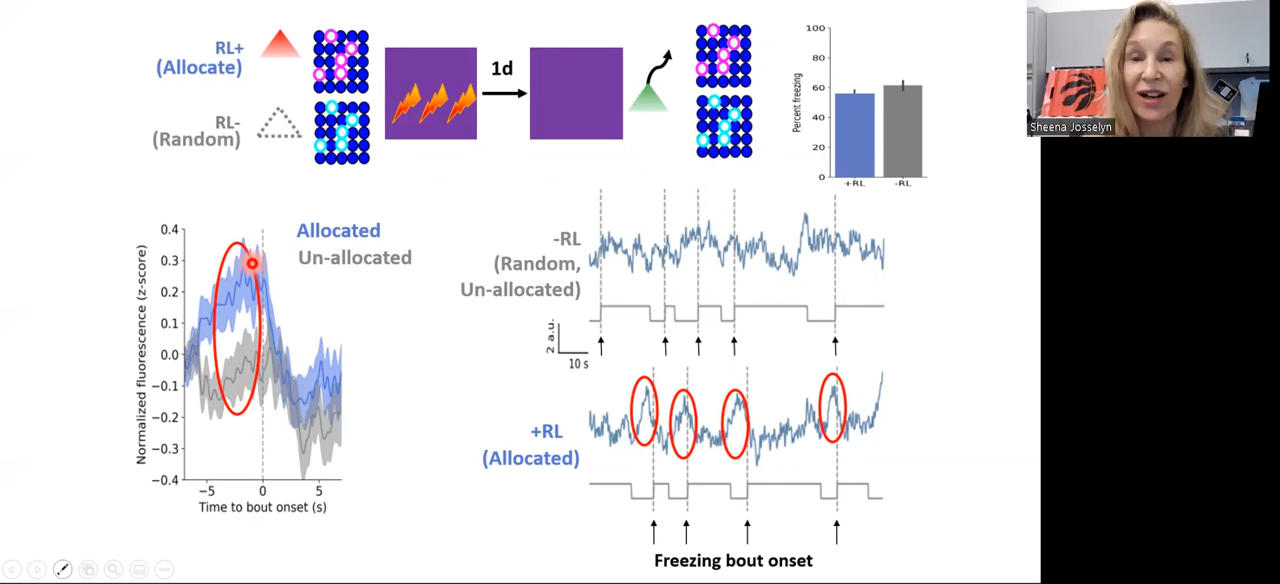 RL+
(Allocate)
RL-
(Random)
1d
Percent freezing
100
80
60
40
20
0
+RL
-RL
Sheena Josselyn
Normalized fluorescence (z-score)
0.4
0.3
0.2
0.1
0.0
−0.1
−0.2
−0.3
−0.4
−5
0
5
Time to bout onset (s)
Allocated
Un-allocated
-RL
(Random,
Un-allocated)
2 a.u.
10 s
+RL
(Allocated)
Freezing bout onset